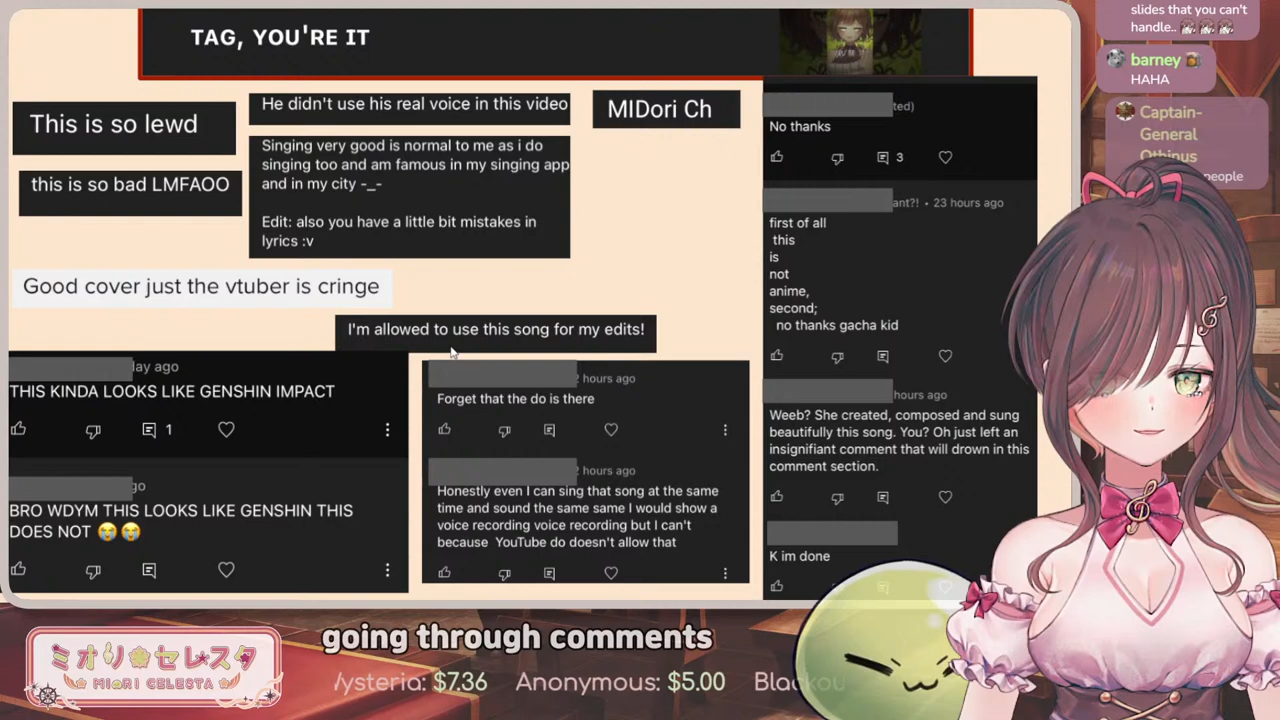 TAG, YOU'RE IT
This is so lewd
this is so bad LMFAOO
He didn't use his real voice in this video
Singing very good is normal to me as i do
singing too and am famous in my singing app
and in my city -_-
Edit: also you have a little bit mistakes in
lyrics :v
MIDori Ch
Good cover just the vtuber is cringe
I'm allowed to use this song for my edits!
day ago
THIS KINDA LOOKS LIKE GENSHIN IMPACT
1
go
BRO WDYM THIS LOOKS LIKE GENSHIN THIS
DOES NOT 😭😭
2 hours ago
Forget that the do is there
2 hours ago
Honestly even I can sing that song at the same
time and sound the same same I would show a
voice recording voice recording but I can't
because YouTube do doesn't allow that
ted)
No thanks
3
ant?! • 23 hours ago
first of all
this
is
not
anime,
second;
no thanks gacha kid
hours ago
Weeb? She created, composed and sung
beautifully this song. You? Oh just left an
insignifiant comment that will drown in this
comment section.
K im done
slides that you can't
handle..
barney
HAHA
Captain-
General
Othinus
people
going through comments
ミオリセレスタ
MIORI CELESTA
Wysteria: $7.36 Anonymous: $5.00 Blackou